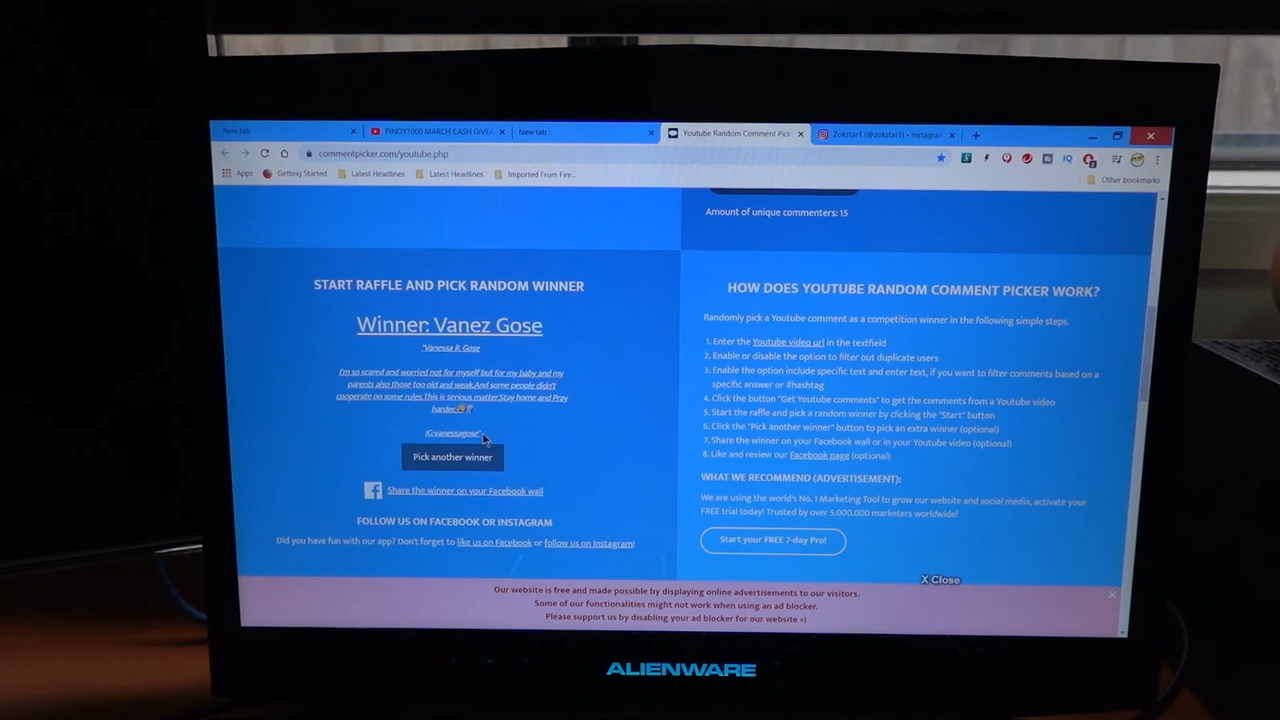 New tab
PINOY1000 MARCH CASH GIVEA
New tab
Youtube Random Comment Pick
Zokstar1 (@zokstar1) • Instagram
commentpicker.com/youtube.php
Apps
Getting Started
Latest Headlines
Latest Headlines
Imported From Fire...
Other bookmarks
Amount of unique commenters: 15
START RAFFLE AND PICK RANDOM WINNER
Winner: Vanez Gose
"Vanessa R. Gose
I'm so scared and worried not for myself but for my baby and my
parents also those too old and weak.And some people didn't
cooperate on some rules.This is serious matter.Stay home and Pray
harder.
IG:vanessagose"
Pick another winner
Share the winner on your Facebook wall
FOLLOW US ON FACEBOOK OR INSTAGRAM
Did you have fun with our app? Don't forget to like us on Facebook or follow us on Instagram!
HOW DOES YOUTUBE RANDOM COMMENT PICKER WORK?
Randomly pick a Youtube comment as a competition winner in the following simple steps.
1. Enter the Youtube video url in the textfield
2. Enable or disable the option to filter out duplicate users
3. Enable the option include specific text and enter text, if you want to filter comments based on a
specific answer or #hashtag
4. Click the button "Get Youtube comments" to get the comments from a Youtube video
5. Start the raffle and pick a random winner by clicking the "Start" button
6. Click the "Pick another winner" button to pick an extra winner (optional)
7. Share the winner on your Facebook wall or in your Youtube video (optional)
8. Like and review our Facebook page (optional)
WHAT WE RECOMMEND (ADVERTISEMENT):
We are using the world's No. 1 Marketing Tool to grow our website and social media, activate your
FREE trial today! Trusted by over 5.000.000 marketers worldwide!
Start your FREE 7-day Pro!
X Close
Our website is free and made possible by displaying online advertisements to our visitors.
Some of our functionalities might not work when using an ad blocker.
Please support us by disabling your ad blocker for our website =)
ALIENWARE